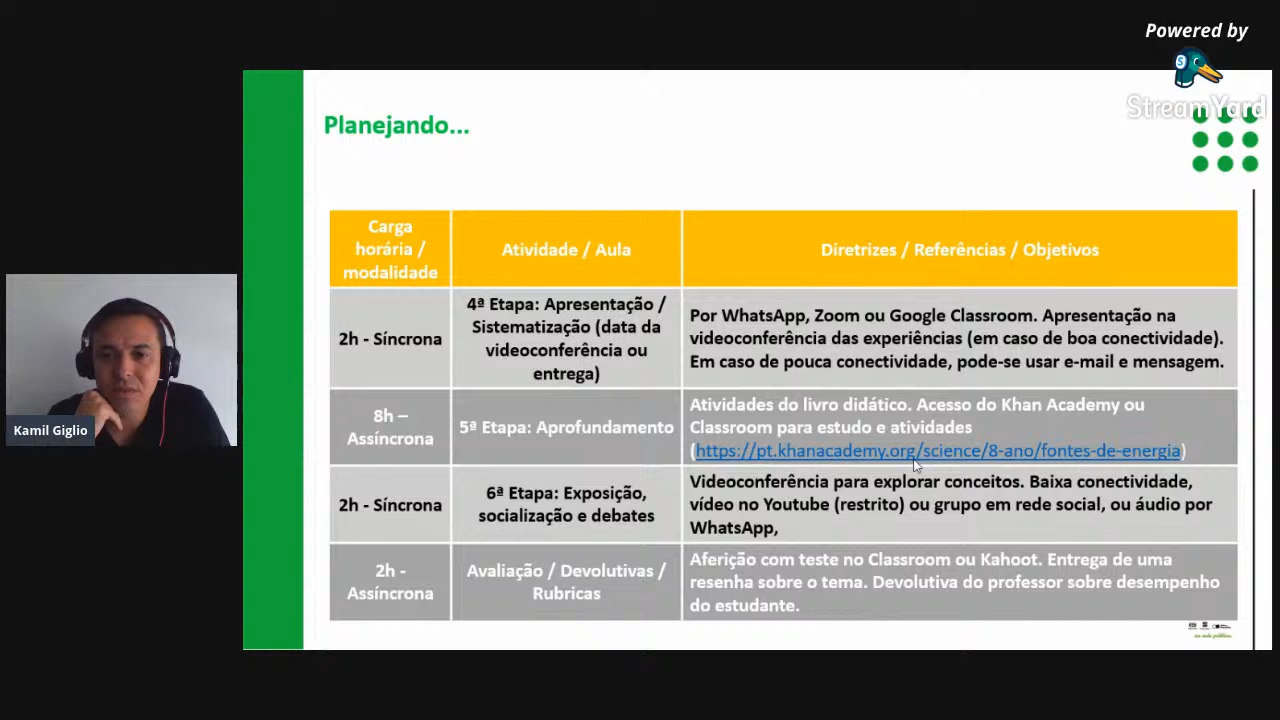 Powered by
StreamYard
Planejando...
Carga
horária /
modalidade
Atividade / Aula
Diretrizes / Referências / Objetivos
2h - Síncrona
4ª Etapa: Apresentação /
Sistematização (data da
videoconferência ou
entrega)
Por WhatsApp, Zoom ou Google Classroom. Apresentação na
videoconferência das experiências (em caso de boa conectividade).
Em caso de pouca conectividade, pode-se usar e-mail e mensagem.
8h –
Assíncrona
5ª Etapa: Aprofundamento
Atividades do livro didático. Acesso do Khan Academy ou
Classroom para estudo e atividades
(https://pt.khanacademy.org/science/8-ano/fontes-de-energia)
2h - Síncrona
6ª Etapa: Exposição,
socialização e debates
Videoconferência para explorar conceitos. Baixa conectividade,
vídeo no Youtube (restrito) ou grupo em rede social, ou áudio por
WhatsApp,
2h -
Assíncrona
Avaliação / Devolutivas /
Rubricas
Aferição com teste no Classroom ou Kahoot. Entrega de uma
resenha sobre o tema. Devolutiva do professor sobre desempenho
do estudante.
Kamil Giglio